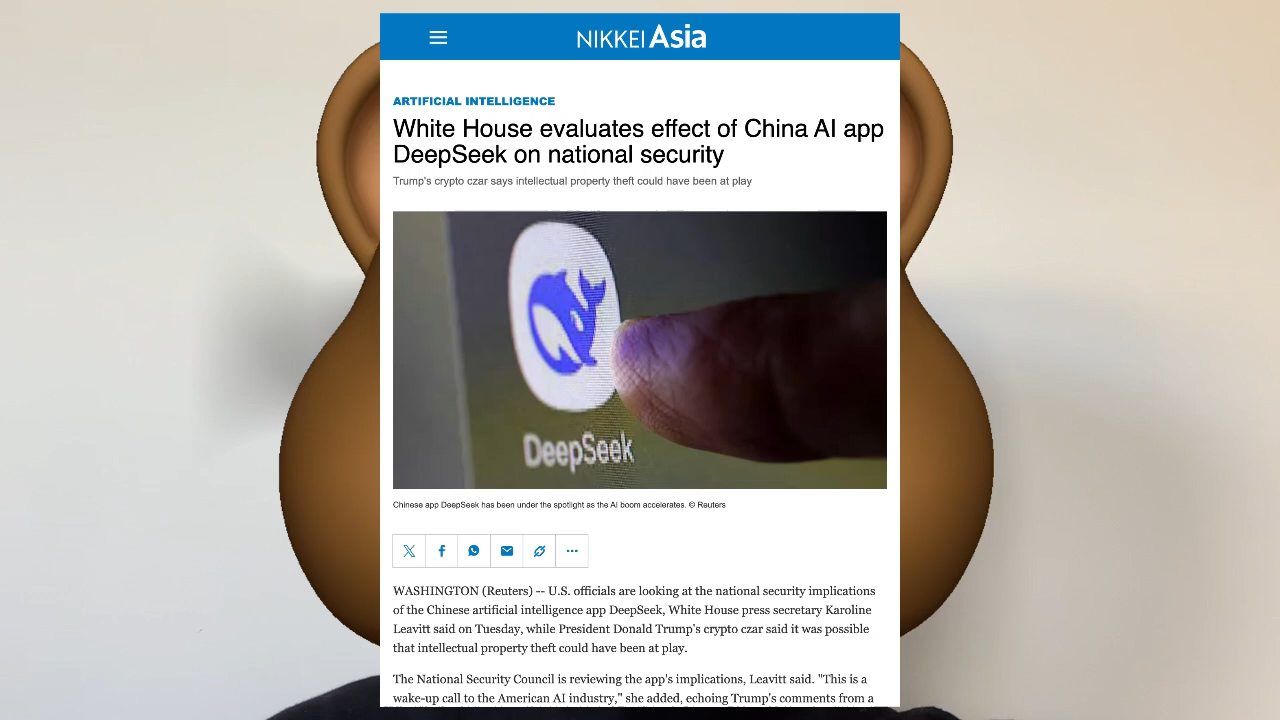 NIKKEI Asia
ARTIFICIAL INTELLIGENCE
White House evaluates effect of China AI app
DeepSeek on national security
Trump's crypto czar says intellectual property theft could have been at play
DeepSeek
Chinese app DeepSeek has been under the spotlight as the AI boom accelerates. © Reuters
WASHINGTON (Reuters) -- U.S. officials are looking at the national security implications
of the Chinese artificial intelligence app DeepSeek, White House press secretary Karoline
Leavitt said on Tuesday, while President Donald Trump's crypto czar said it was possible
that intellectual property theft could have been at play.
The National Security Council is reviewing the app's implications, Leavitt said. "This is a
wake-up call to the American AI industry," she added, echoing Trump's comments from a